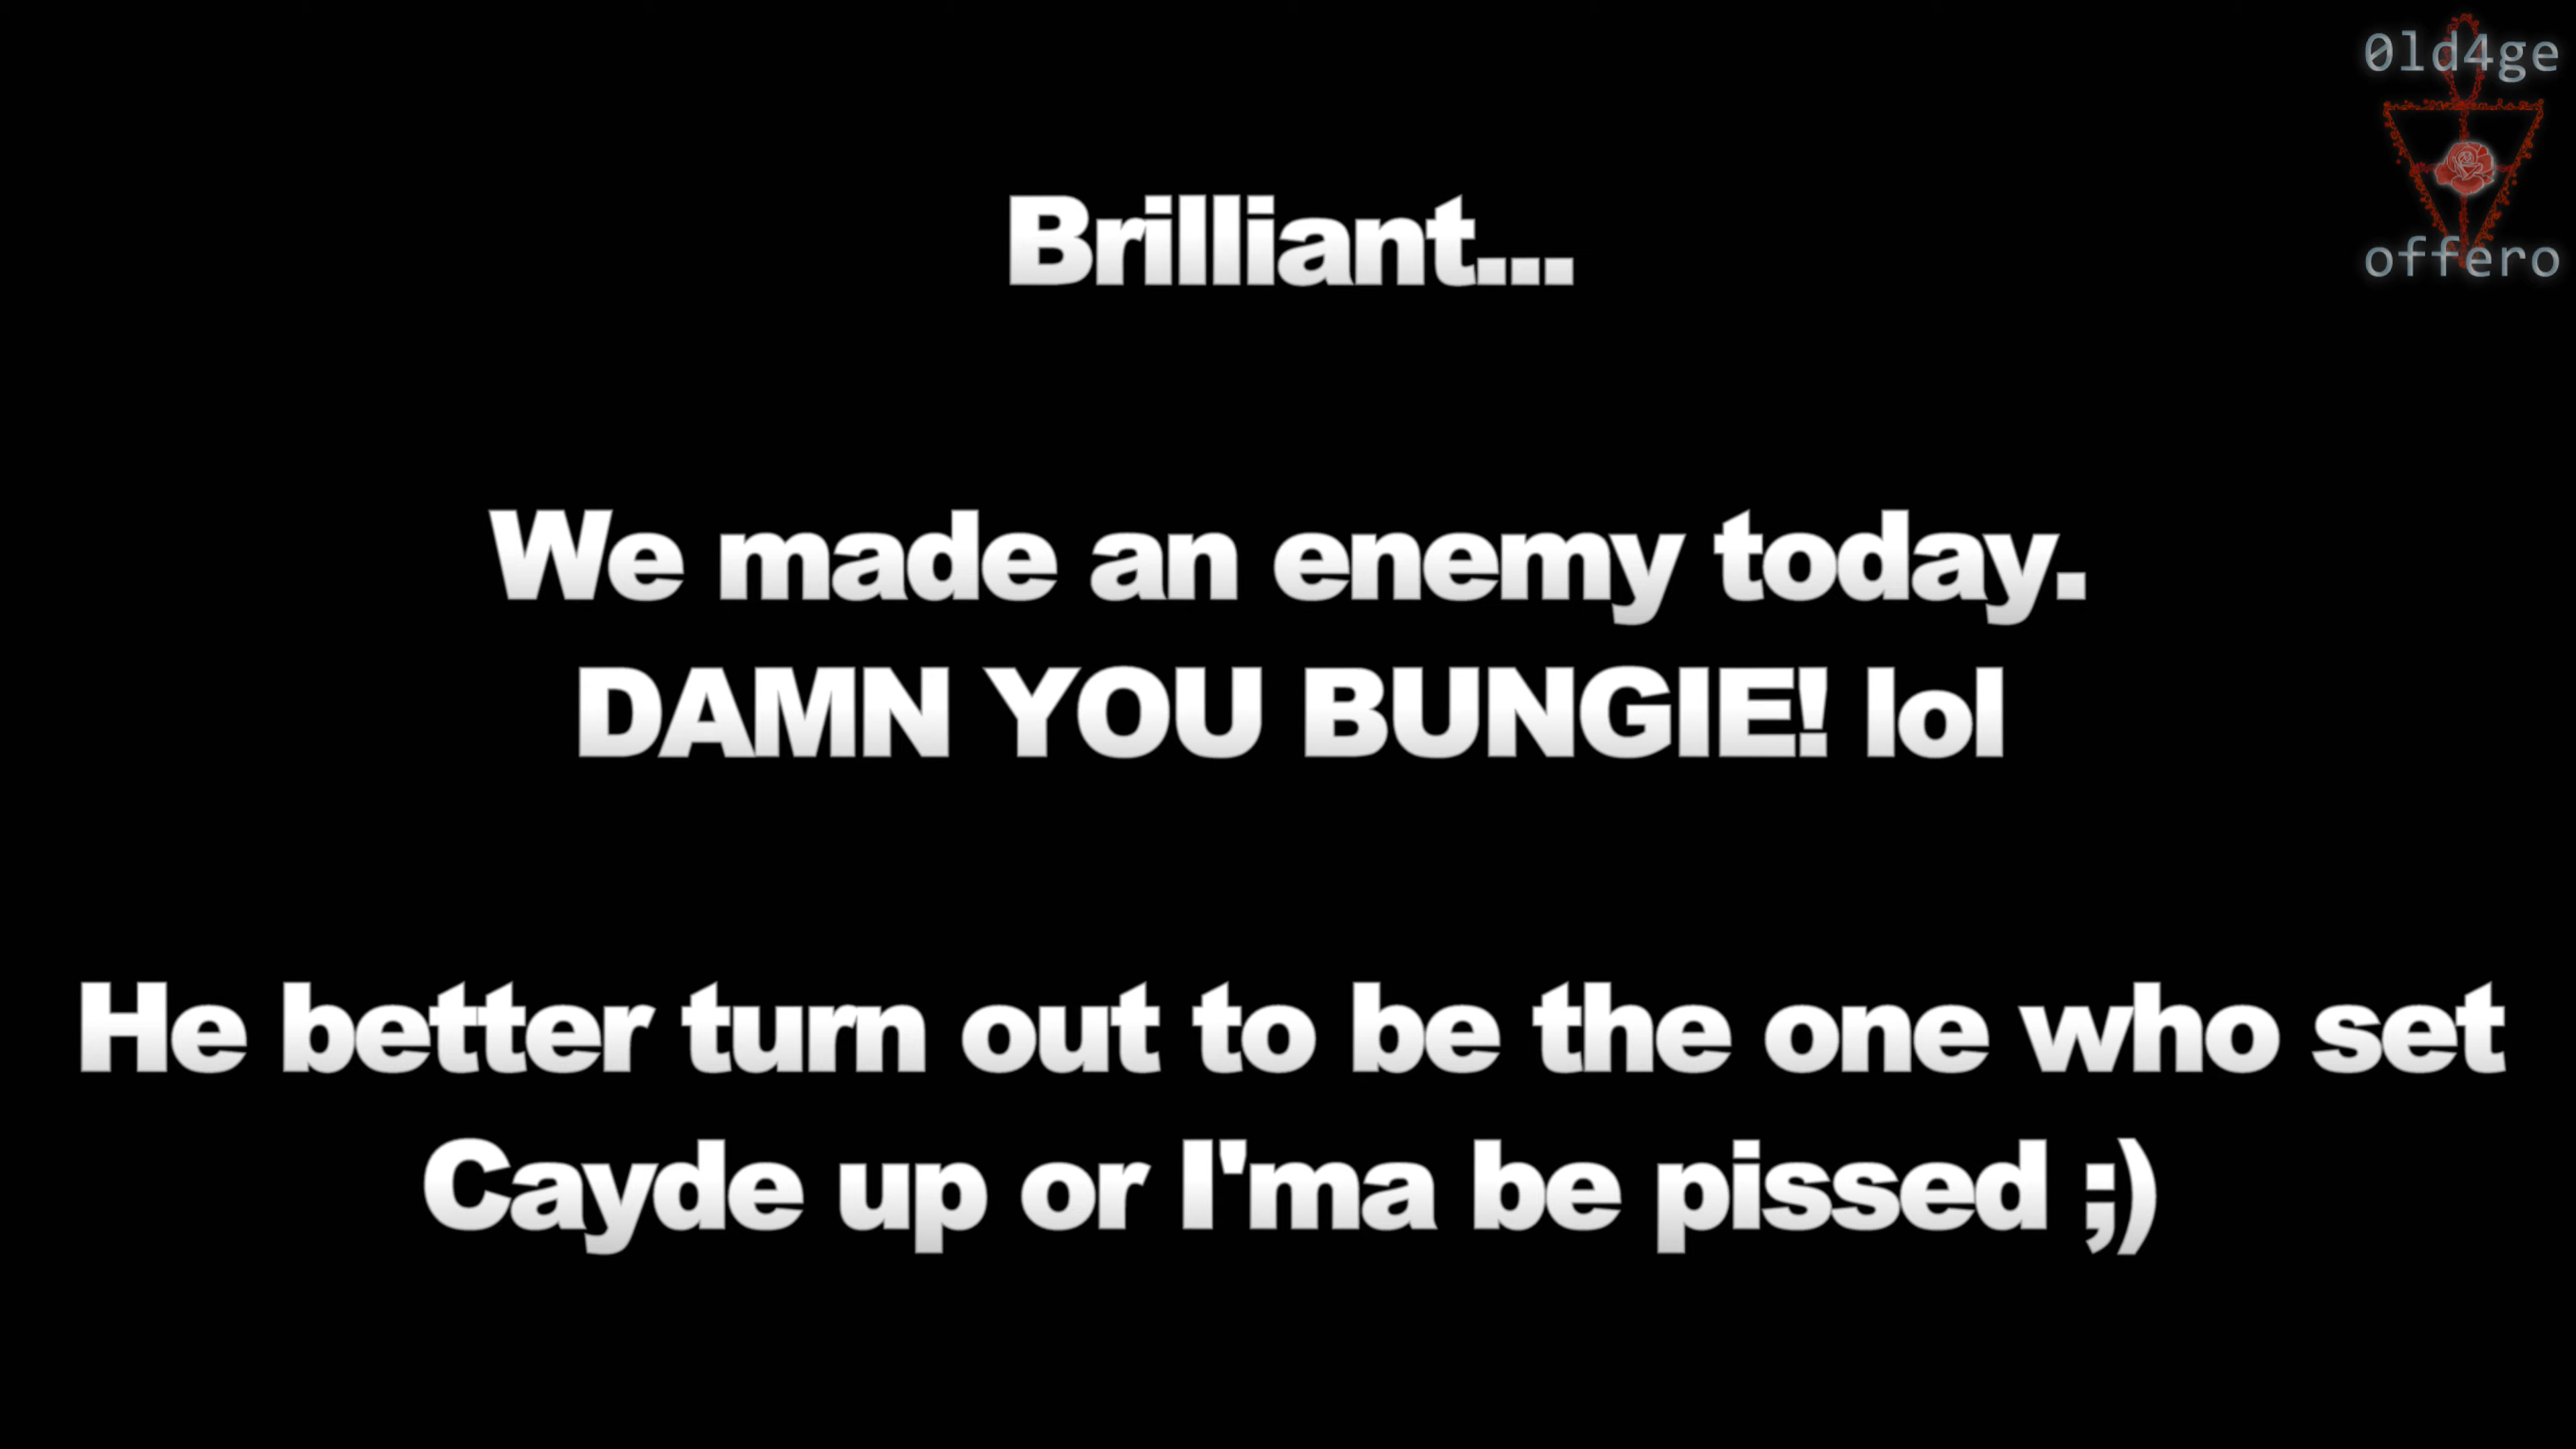 0ld4ge
offero
Brilliant...
We made an enemy today.
DAMN YOU BUNGIE! lol
He better turn out to be the one who set
Cayde up or I'ma be pissed ;)